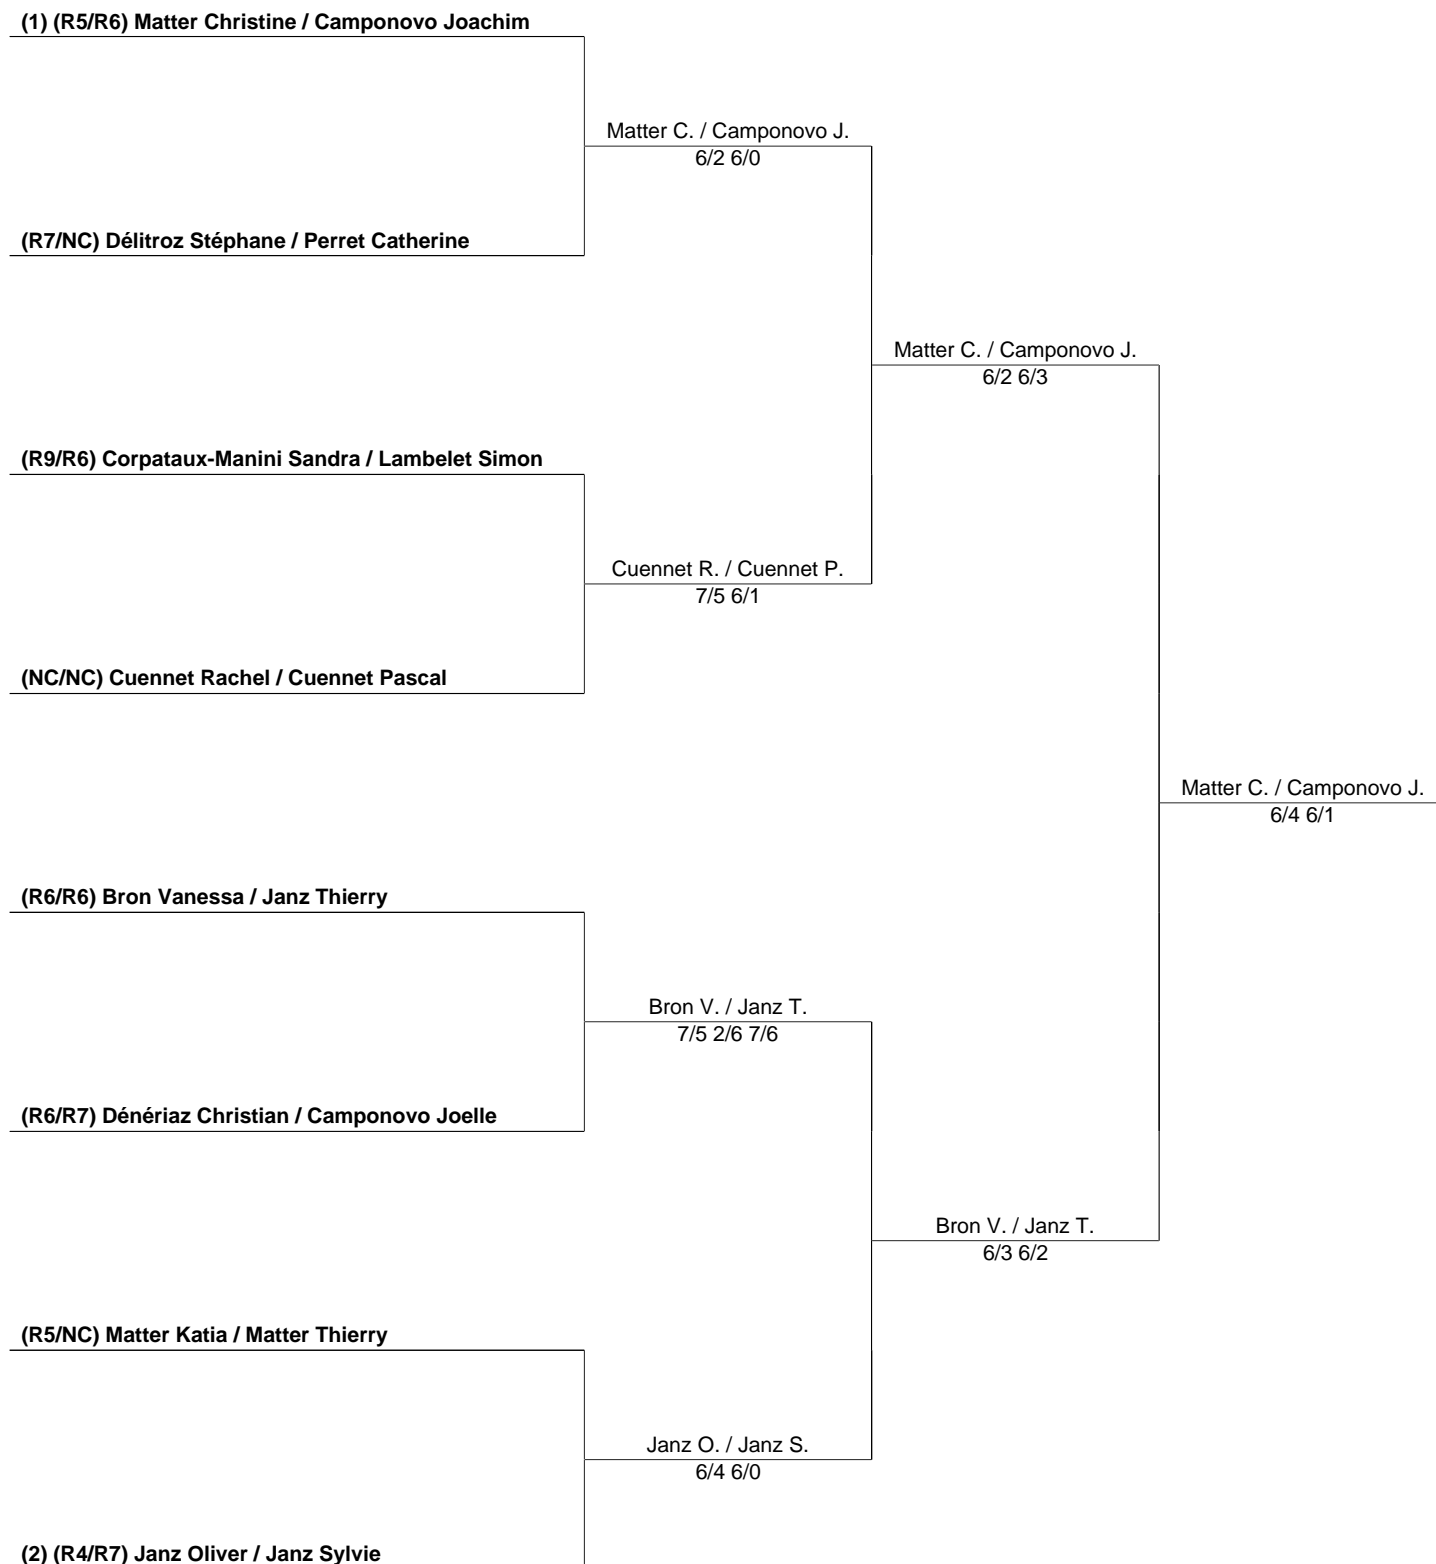 (1) (R5/R6) Matter Christine / Camponovo Joachim
Matter C. / Camponovo J.
6/2 6/0
(R7/NC) Délitroz Stéphane / Perret Catherine
Matter C. / Camponovo J.
6/2 6/3
(R9/R6) Corpataux-Manini Sandra / Lambelet Simon
Cuennet R. / Cuennet P.
7/5 6/1
(NC/NC) Cuennet Rachel / Cuennet Pascal
Matter C. / Camponovo J.
6/4 6/1
(R6/R6) Bron Vanessa / Janz Thierry
Bron V. / Janz T.
7/5 2/6 7/6
(R6/R7) Dénériaz Christian / Camponovo Joelle
Bron V. / Janz T.
6/3 6/2
(R5/NC) Matter Katia / Matter Thierry
Janz O. / Janz S.
6/4 6/0
(2) (R4/R7) Janz Oliver / Janz Sylvie